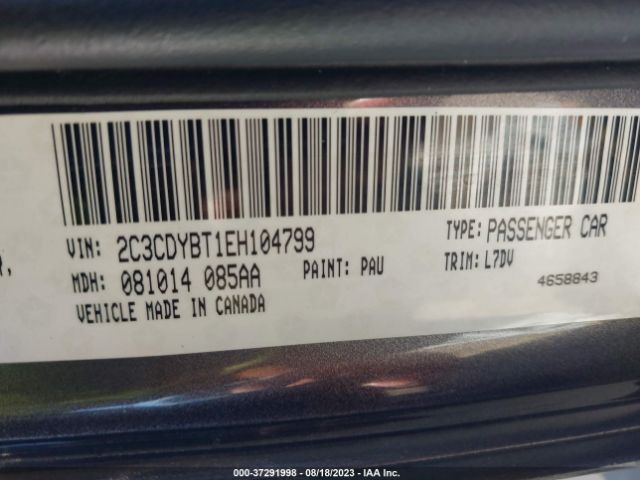 VIN: 2C3CDYBT1EH104799
TYPE: PASSENGER CAR
MDH: 081014 085AA
PAINT: PAU
TRIM: L7DV
VEHICLE MADE IN CANADA
4658843
000-37291998 - 08/18/2023 - IAA Inc.